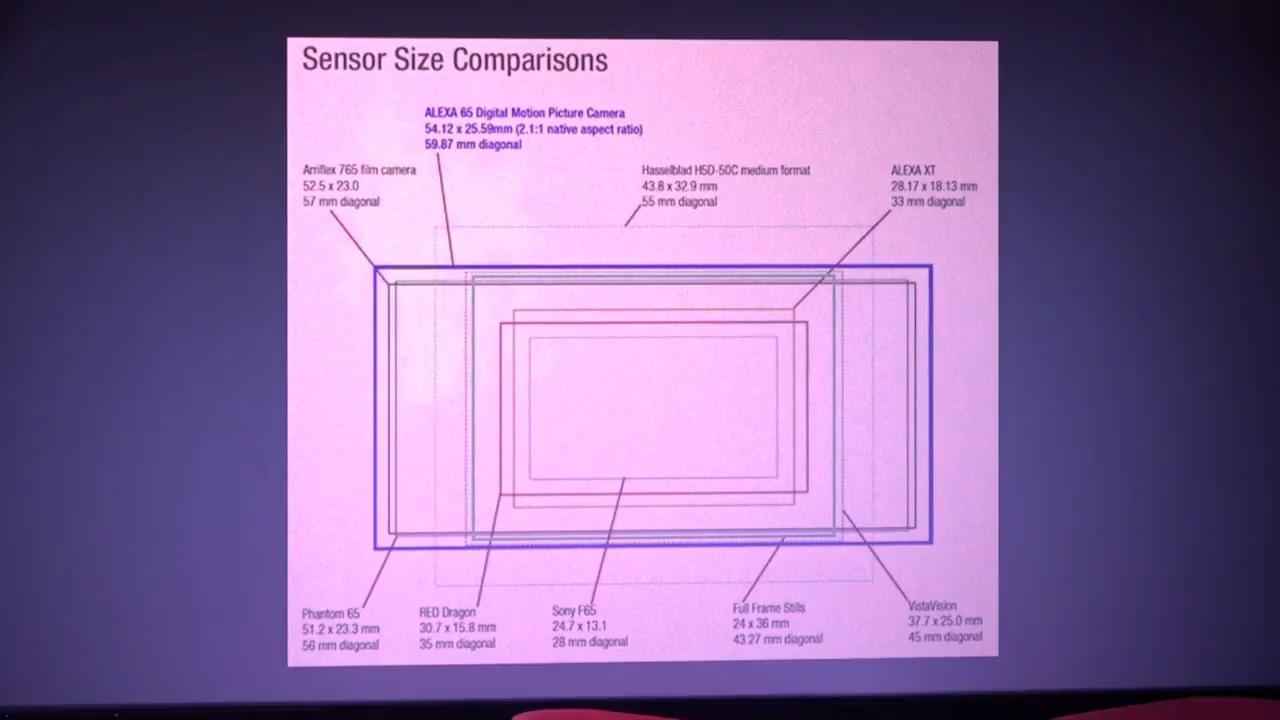 Sensor Size Comparisons
ALEXA 65 Digital Motion Picture Camera
54.12 x 25.59mm (2.1:1 native aspect ratio)
59.87 mm diagonal
Arriflex 765 film camera
52.5 x 23.0
57 mm diagonal
Hasselblad H5D-50C medium format
43.8 x 32.9 mm
55 mm diagonal
ALEXA XT
28.17 x 18.13 mm
33 mm diagonal
Phantom 65
51.2 x 23.3 mm
56 mm diagonal
RED Dragon
30.7 x 15.8 mm
35 mm diagonal
Sony F65
24.7 x 13.1
28 mm diagonal
Full Frame Stills
24 x 36 mm
43.27 mm diagonal
VistaVision
37.7 x 25.0 mm
45 mm diagonal